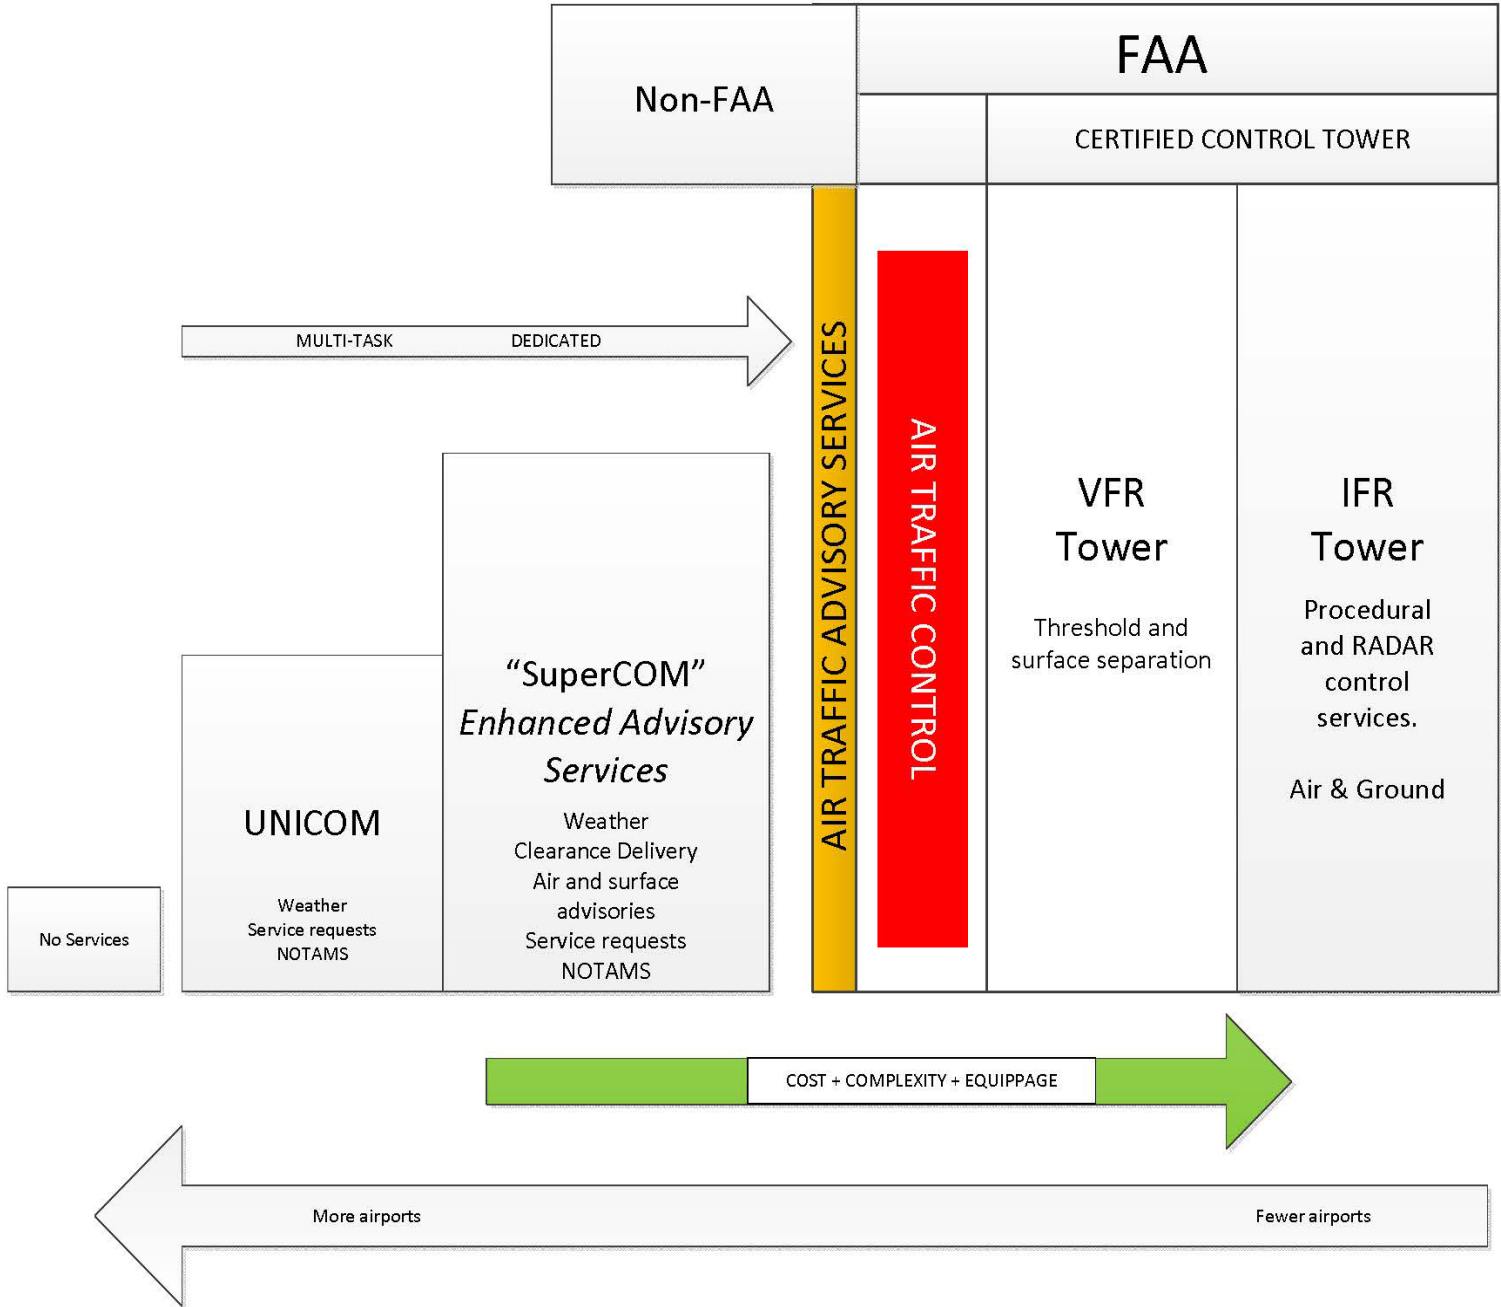 FAA
Non-FAA
CERTIFIED CONTROL TOWER
MULTI-TASK
DEDICATED
AIR TRAFFIC ADVISORY SERVICES
AIR TRAFFIC CONTROL
VFR
Tower
Threshold and
surface separation
IFR
Tower
Procedural
and RADAR
control
services.
Air & Ground
"SuperCOM"
Enhanced Advisory
Services
Weather
Clearance Delivery
Air and surface
advisories
Service requests
NOTAMS
UNICOM
Weather
Service requests
NOTAMS
No Services
COST + COMPLEXITY + EQUIPPAGE
More airports
Fewer airports